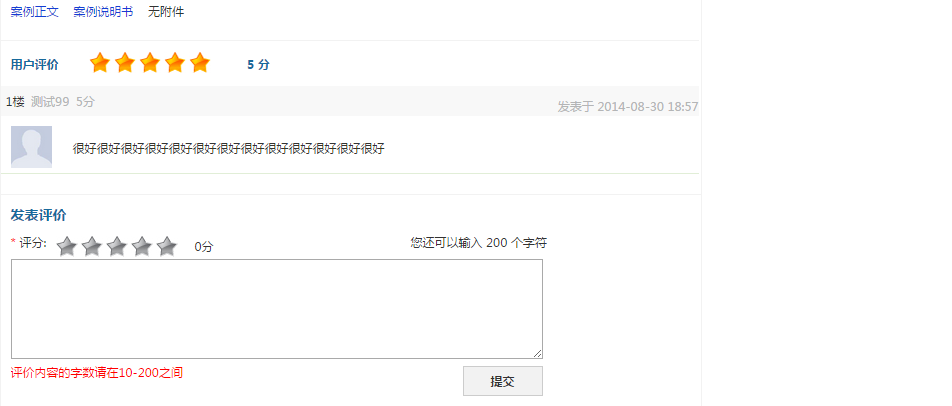 案例正文 案例说明书 无附件
用户评价 5 分
1楼 测试99 5分 发表于 2014-08-30 18:57
很好很好很好很好很好很好很好很好很好很好很好很好很好
发表评价
* 评分: 0分 您还可以输入 200 个字符
评价内容的字数请在10-200之间 提交